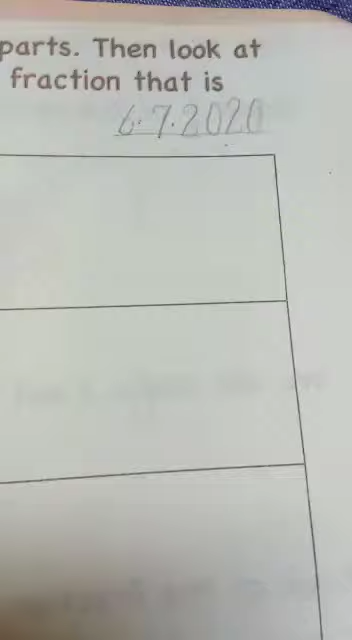 parts. Then look at
fraction that is
6.7.2020